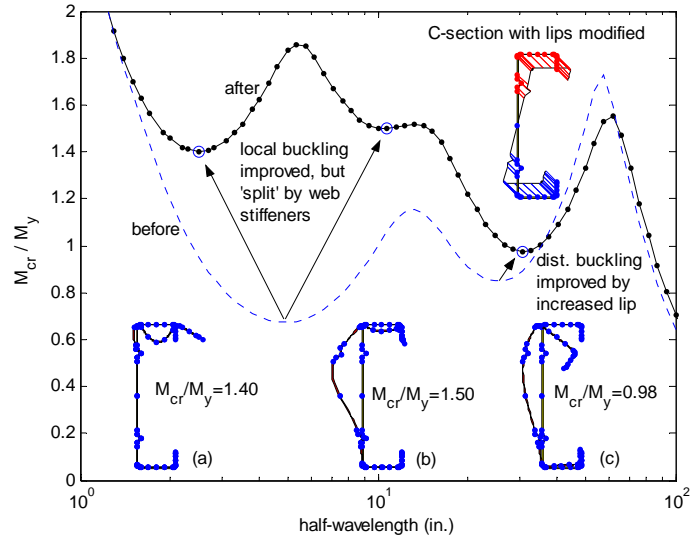 C-section with lips modified
after
local buckling
improved, but
'split' by web
stiffeners
before
dist. buckling
improved by
increased lip
M_cr/M_y=1.40
M_cr/M_y=1.50
M_cr/M_y=0.98
(a)
(b)
(c)
M_cr / M_y
2
1.8
1.6
1.4
1.2
1
0.8
0.6
0.4
0.2
0
10^0
10^1
10^2
half-wavelength (in.)